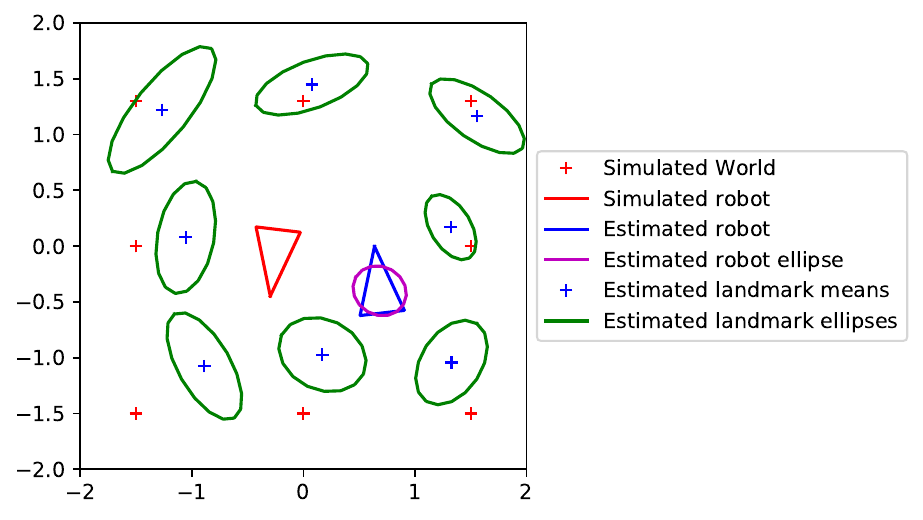 2.0
1.5
1.0
0.5
0.0
−0.5
−1.0
−1.5
−2.0
−2
−1
0
1
2
Simulated World
Simulated robot
Estimated robot
Estimated robot ellipse
Estimated landmark means
Estimated landmark ellipses